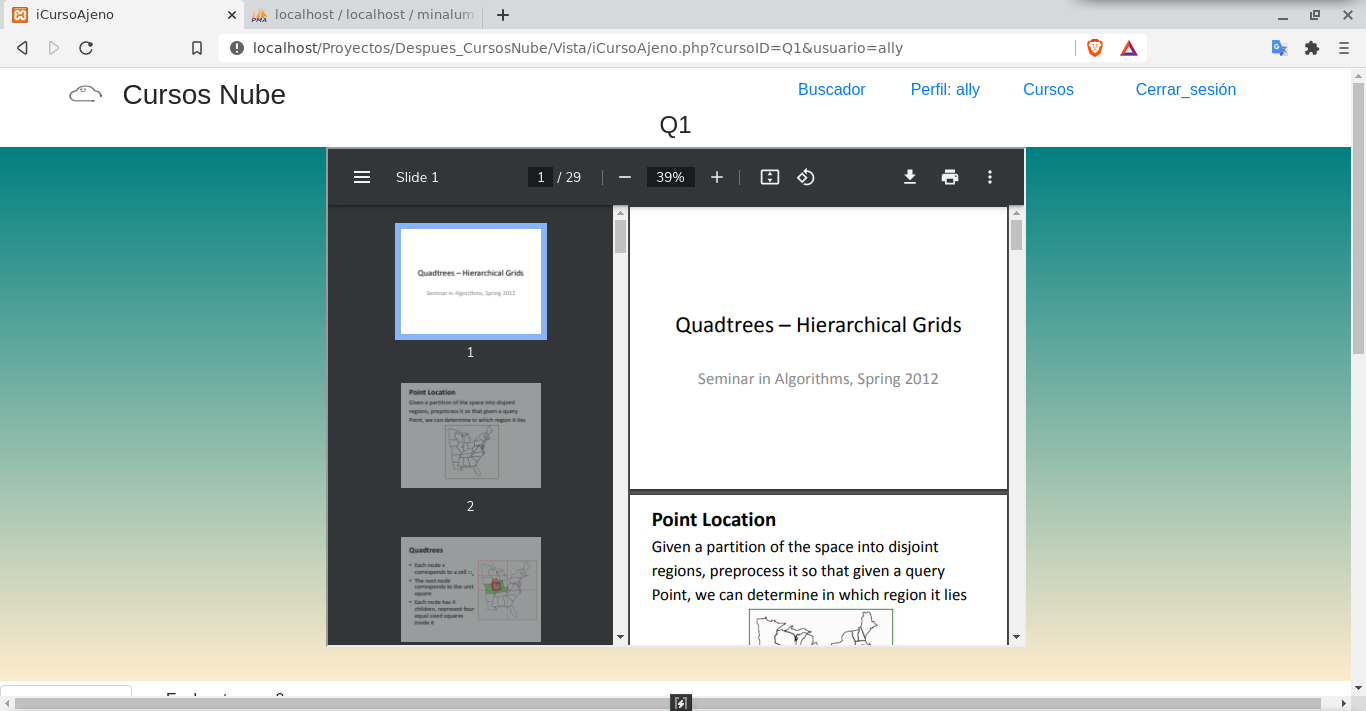 iCursoAjeno
localhost / localhost / minalum
localhost/Proyectos/Despues_CursosNube/Vista/iCursoAjeno.php?cursoID=Q1&usuario=ally
Cursos Nube
Buscador
Perfil: ally
Cursos
Cerrar_sesión
Q1
Slide 1
1 / 29
39%
Quadtrees – Hierarchical Grids
Seminar in Algorithms, Spring 2012
1
Point Location
Given a partition of the space into disjoint
regions, preprocess it so that given a query
Point, we can determine in which region it lies
2
Quadtrees
• Each node v
corresponds to a cell
• The root node
corresponds to the unit
square
• Each node has 4
children, represent four
equal sized squares
inside it
Quadtrees – Hierarchical Grids
Seminar in Algorithms, Spring 2012
Point Location
Given a partition of the space into disjoint
regions, preprocess it so that given a query
Point, we can determine in which region it lies